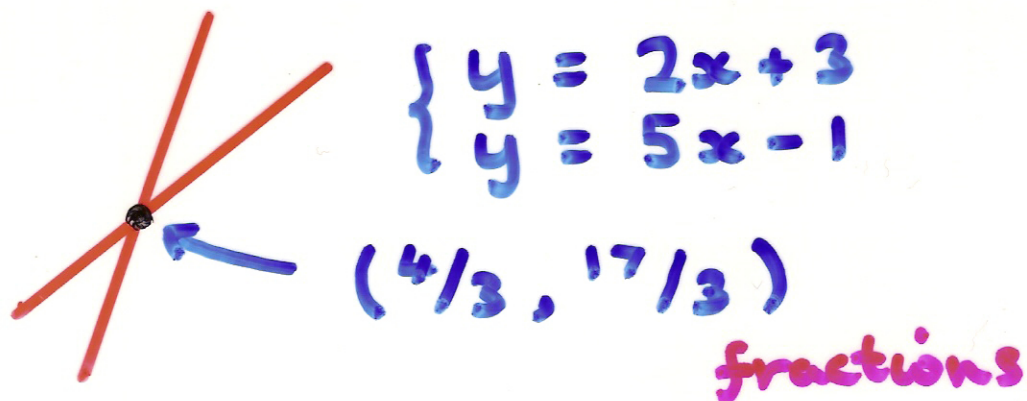 { y = 2x + 3
y = 5x - 1
(4/3, 17/3)
fractions